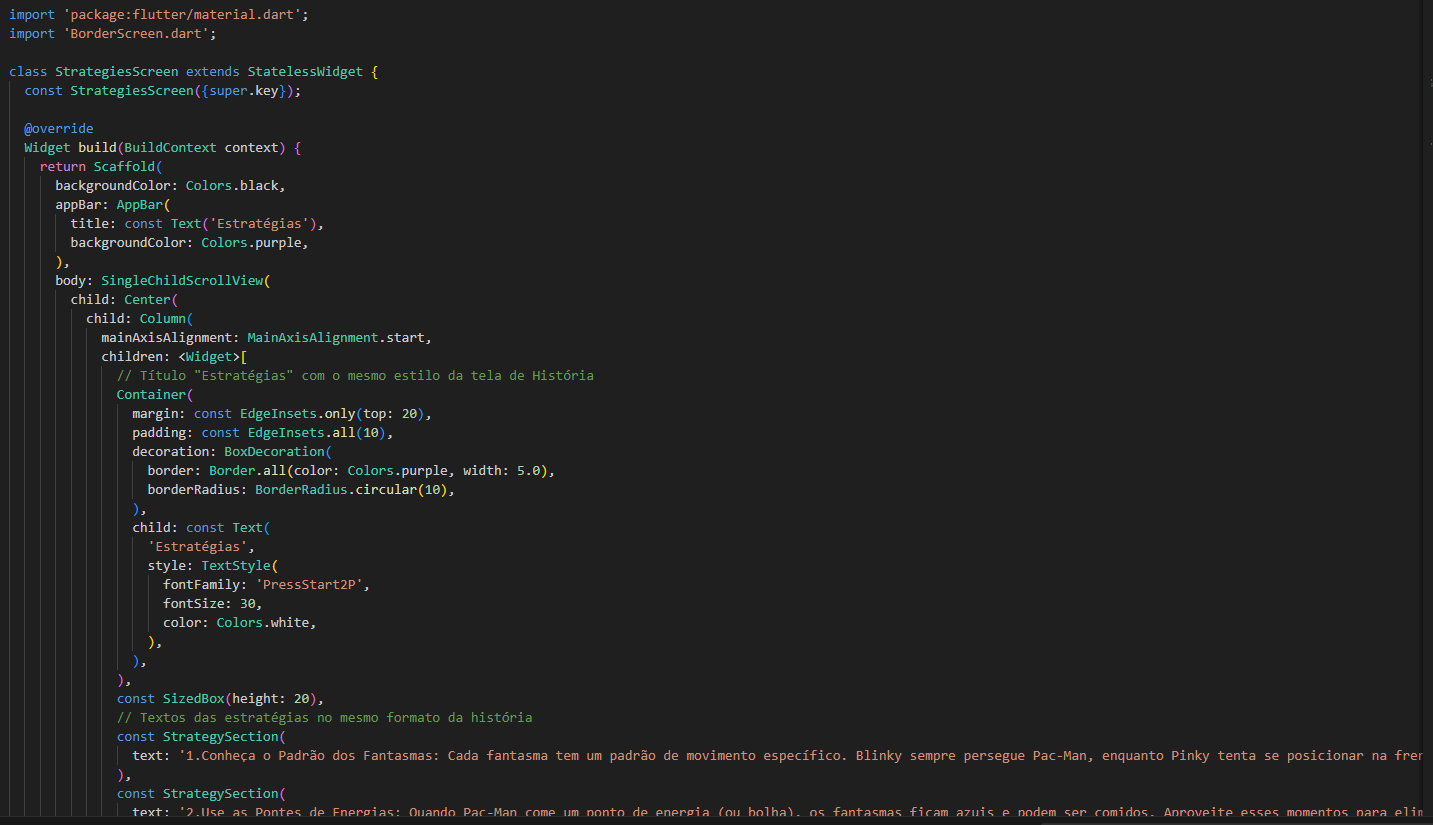 import 'package:flutter/material.dart';
import 'BorderScreen.dart';
class StrategiesScreen extends StatelessWidget {
const StrategiesScreen({super.key});
@override
Widget build(BuildContext context) {
return Scaffold(
backgroundColor: Colors.black,
appBar: AppBar(
title: const Text('Estratégias'),
backgroundColor: Colors.purple,
),
body: SingleChildScrollView(
child: Center(
child: Column(
mainAxisAlignment: MainAxisAlignment.start,
children: <Widget>[
// Título "Estratégias" com o mesmo estilo da tela de História
Container(
margin: const EdgeInsets.only(top: 20),
padding: const EdgeInsets.all(10),
decoration: BoxDecoration(
border: Border.all(color: Colors.purple, width: 5.0),
borderRadius: BorderRadius.circular(10),
),
child: const Text(
'Estratégias',
style: TextStyle(
fontFamily: 'PressStart2P',
fontSize: 30,
color: Colors.white,
),
),
),
const SizedBox(height: 20),
// Textos das estratégias no mesmo formato da história
const StrategySection(
text: '1.Conheça o Padrão dos Fantasmas: Cada fantasma tem um padrão de movimento específico. Blinky sempre persegue Pac-Man, enquanto Pinky tenta se posicionar na fren
),
const StrategySection(
text: '2.Use as Pontes de Energias: Quando Pac-Man come um ponto de energia (ou bolha), os fantasmas ficam azuis e podem ser comidos. Aproveite esses momentos para elim